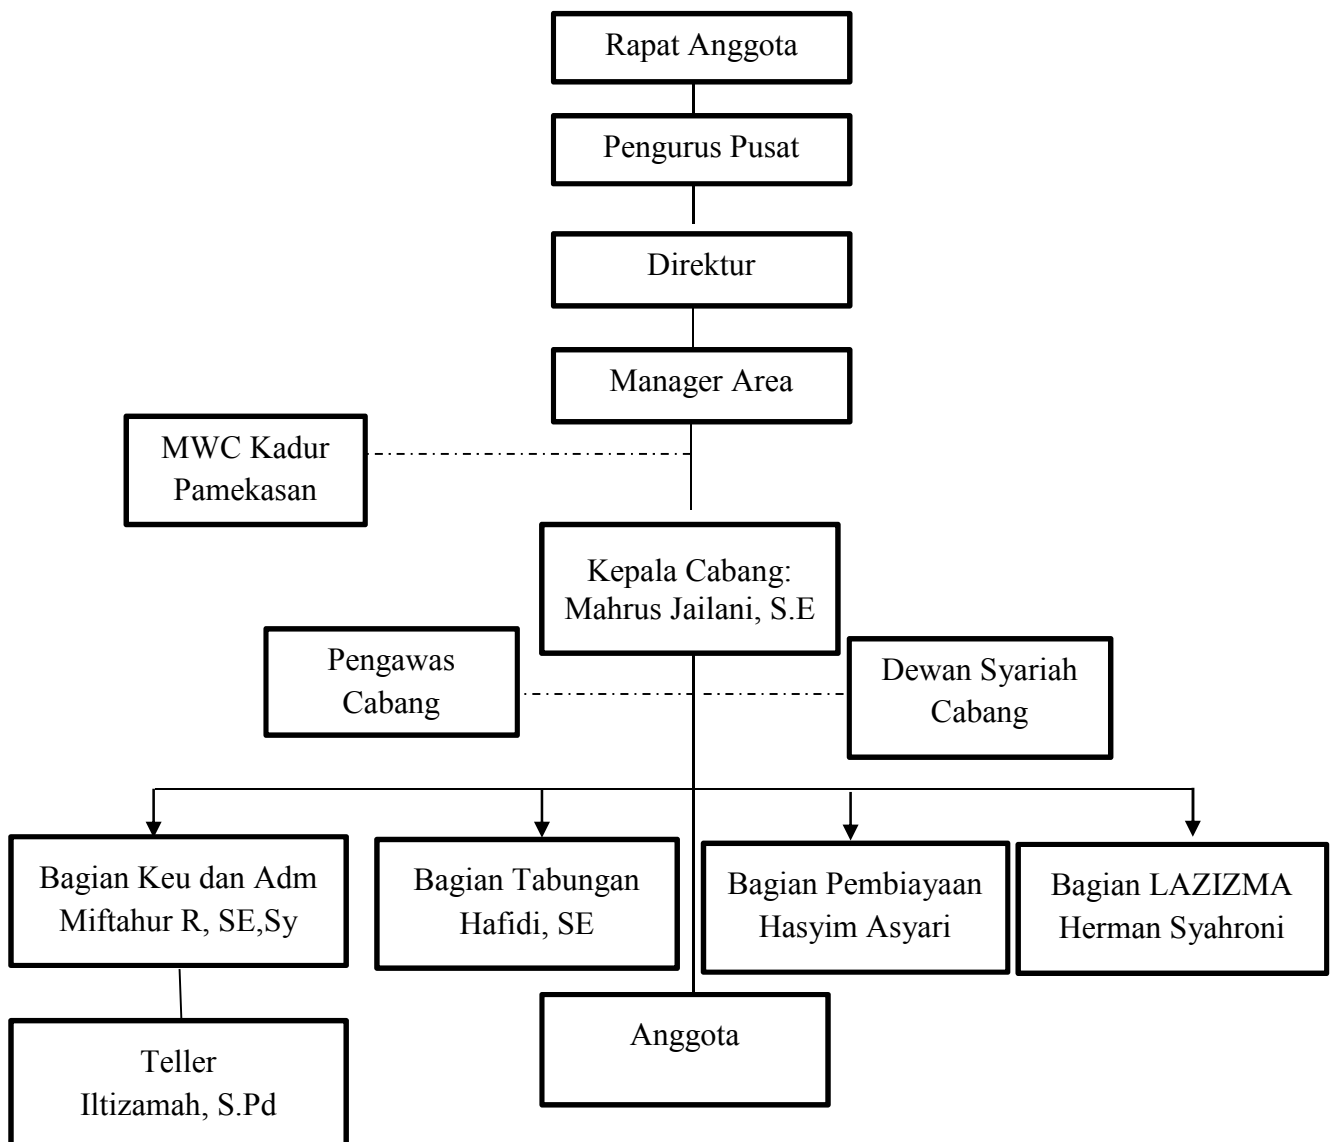 Rapat Anggota
Pengurus Pusat
Direktur
Manager Area
MWC Kadur
Pamekasan
Kepala Cabang:
Mahrus Jailani, S.E
Pengawas
Cabang
Dewan Syariah
Cabang
Bagian Keu dan Adm
Miftahur R, SE,Sy
Bagian Tabungan
Hafidi, SE
Bagian Pembiayaan
Hasyim Asyari
Bagian LAZIZMA
Herman Syahroni
Teller
Iltizamah, S.Pd
Anggota